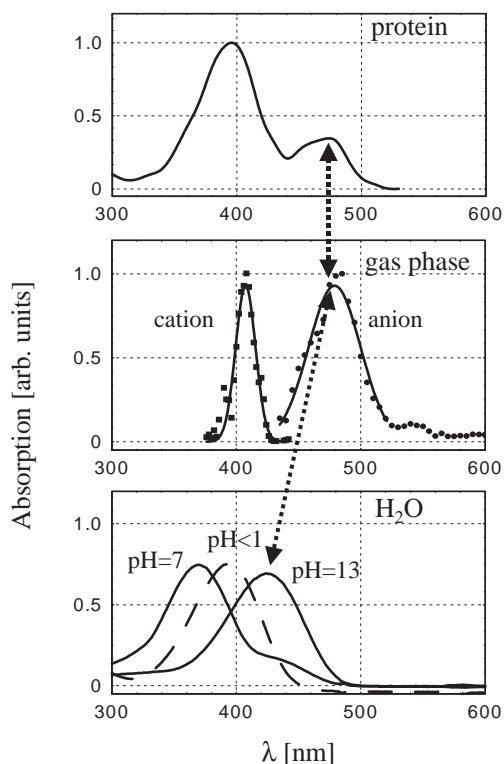 protein
1.0
0.5
0
300 400 500 600
gas phase
1.0
cation
anion
0.5
0
300 400 500 600
Absorption [arb. units]
H₂O
1.0
pH<1
pH=7
pH=13
0.5
0
300 400 500 600
λ [nm]